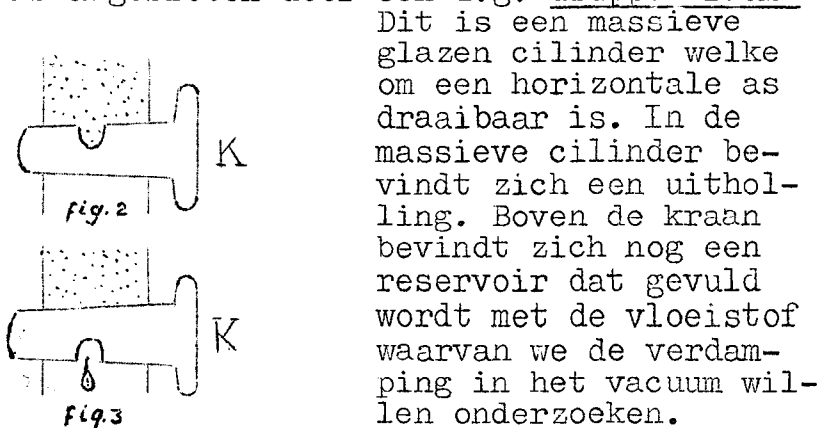 Dit is een massieve
glazen cilinder welke
om een horizontale as
draaibaar is. In de
massieve cilinder be-
vindt zich een uithol-
ling. Boven de kraan
bevindt zich nog een
reservoir dat gevuld
wordt met de vloeistof
waarvan we de verdam-
ping in het vacuum wil-
len onderzoeken.
K
fig.2
K
fig.3